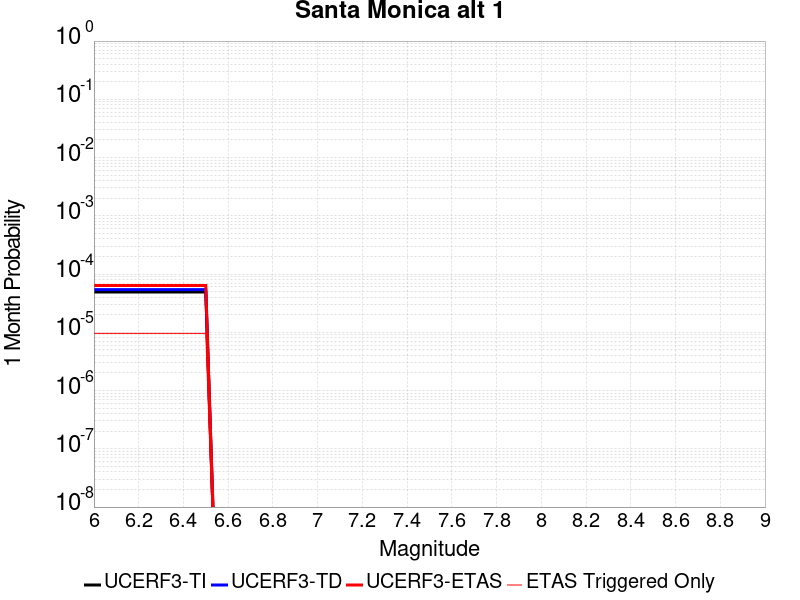 Santa Monica alt 1
10^0
10^-1
10^-2
10^-3
10^-4
10^-5
10^-6
10^-7
10^-8
1 Month Probability
6 6.2 6.4 6.6 6.8 7 7.2 7.4 7.6 7.8 8 8.2 8.4 8.6 8.8 9
Magnitude
UCERF3-TI UCERF3-TD UCERF3-ETAS ETAS Triggered Only